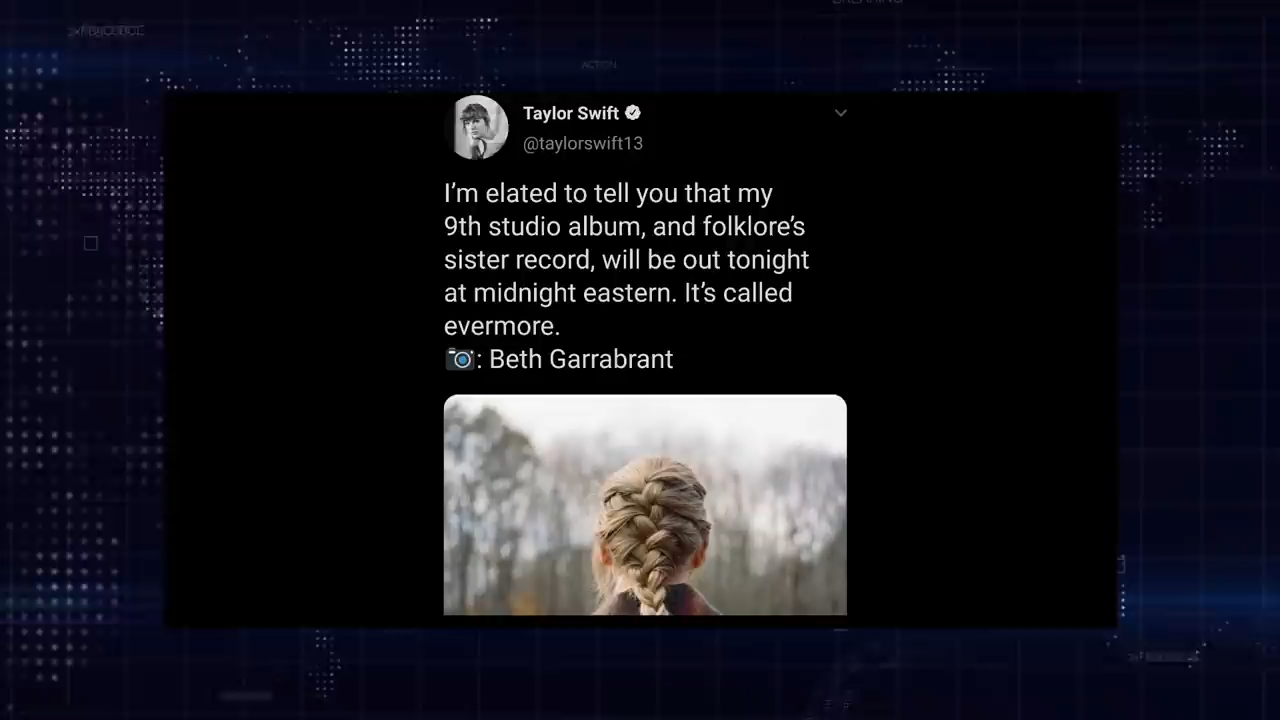 ACTION
Taylor Swift
@taylorswift13
I’m elated to tell you that my
9th studio album, and folklore’s
sister record, will be out tonight
at midnight eastern. It’s called
evermore.
📷: Beth Garrabrant